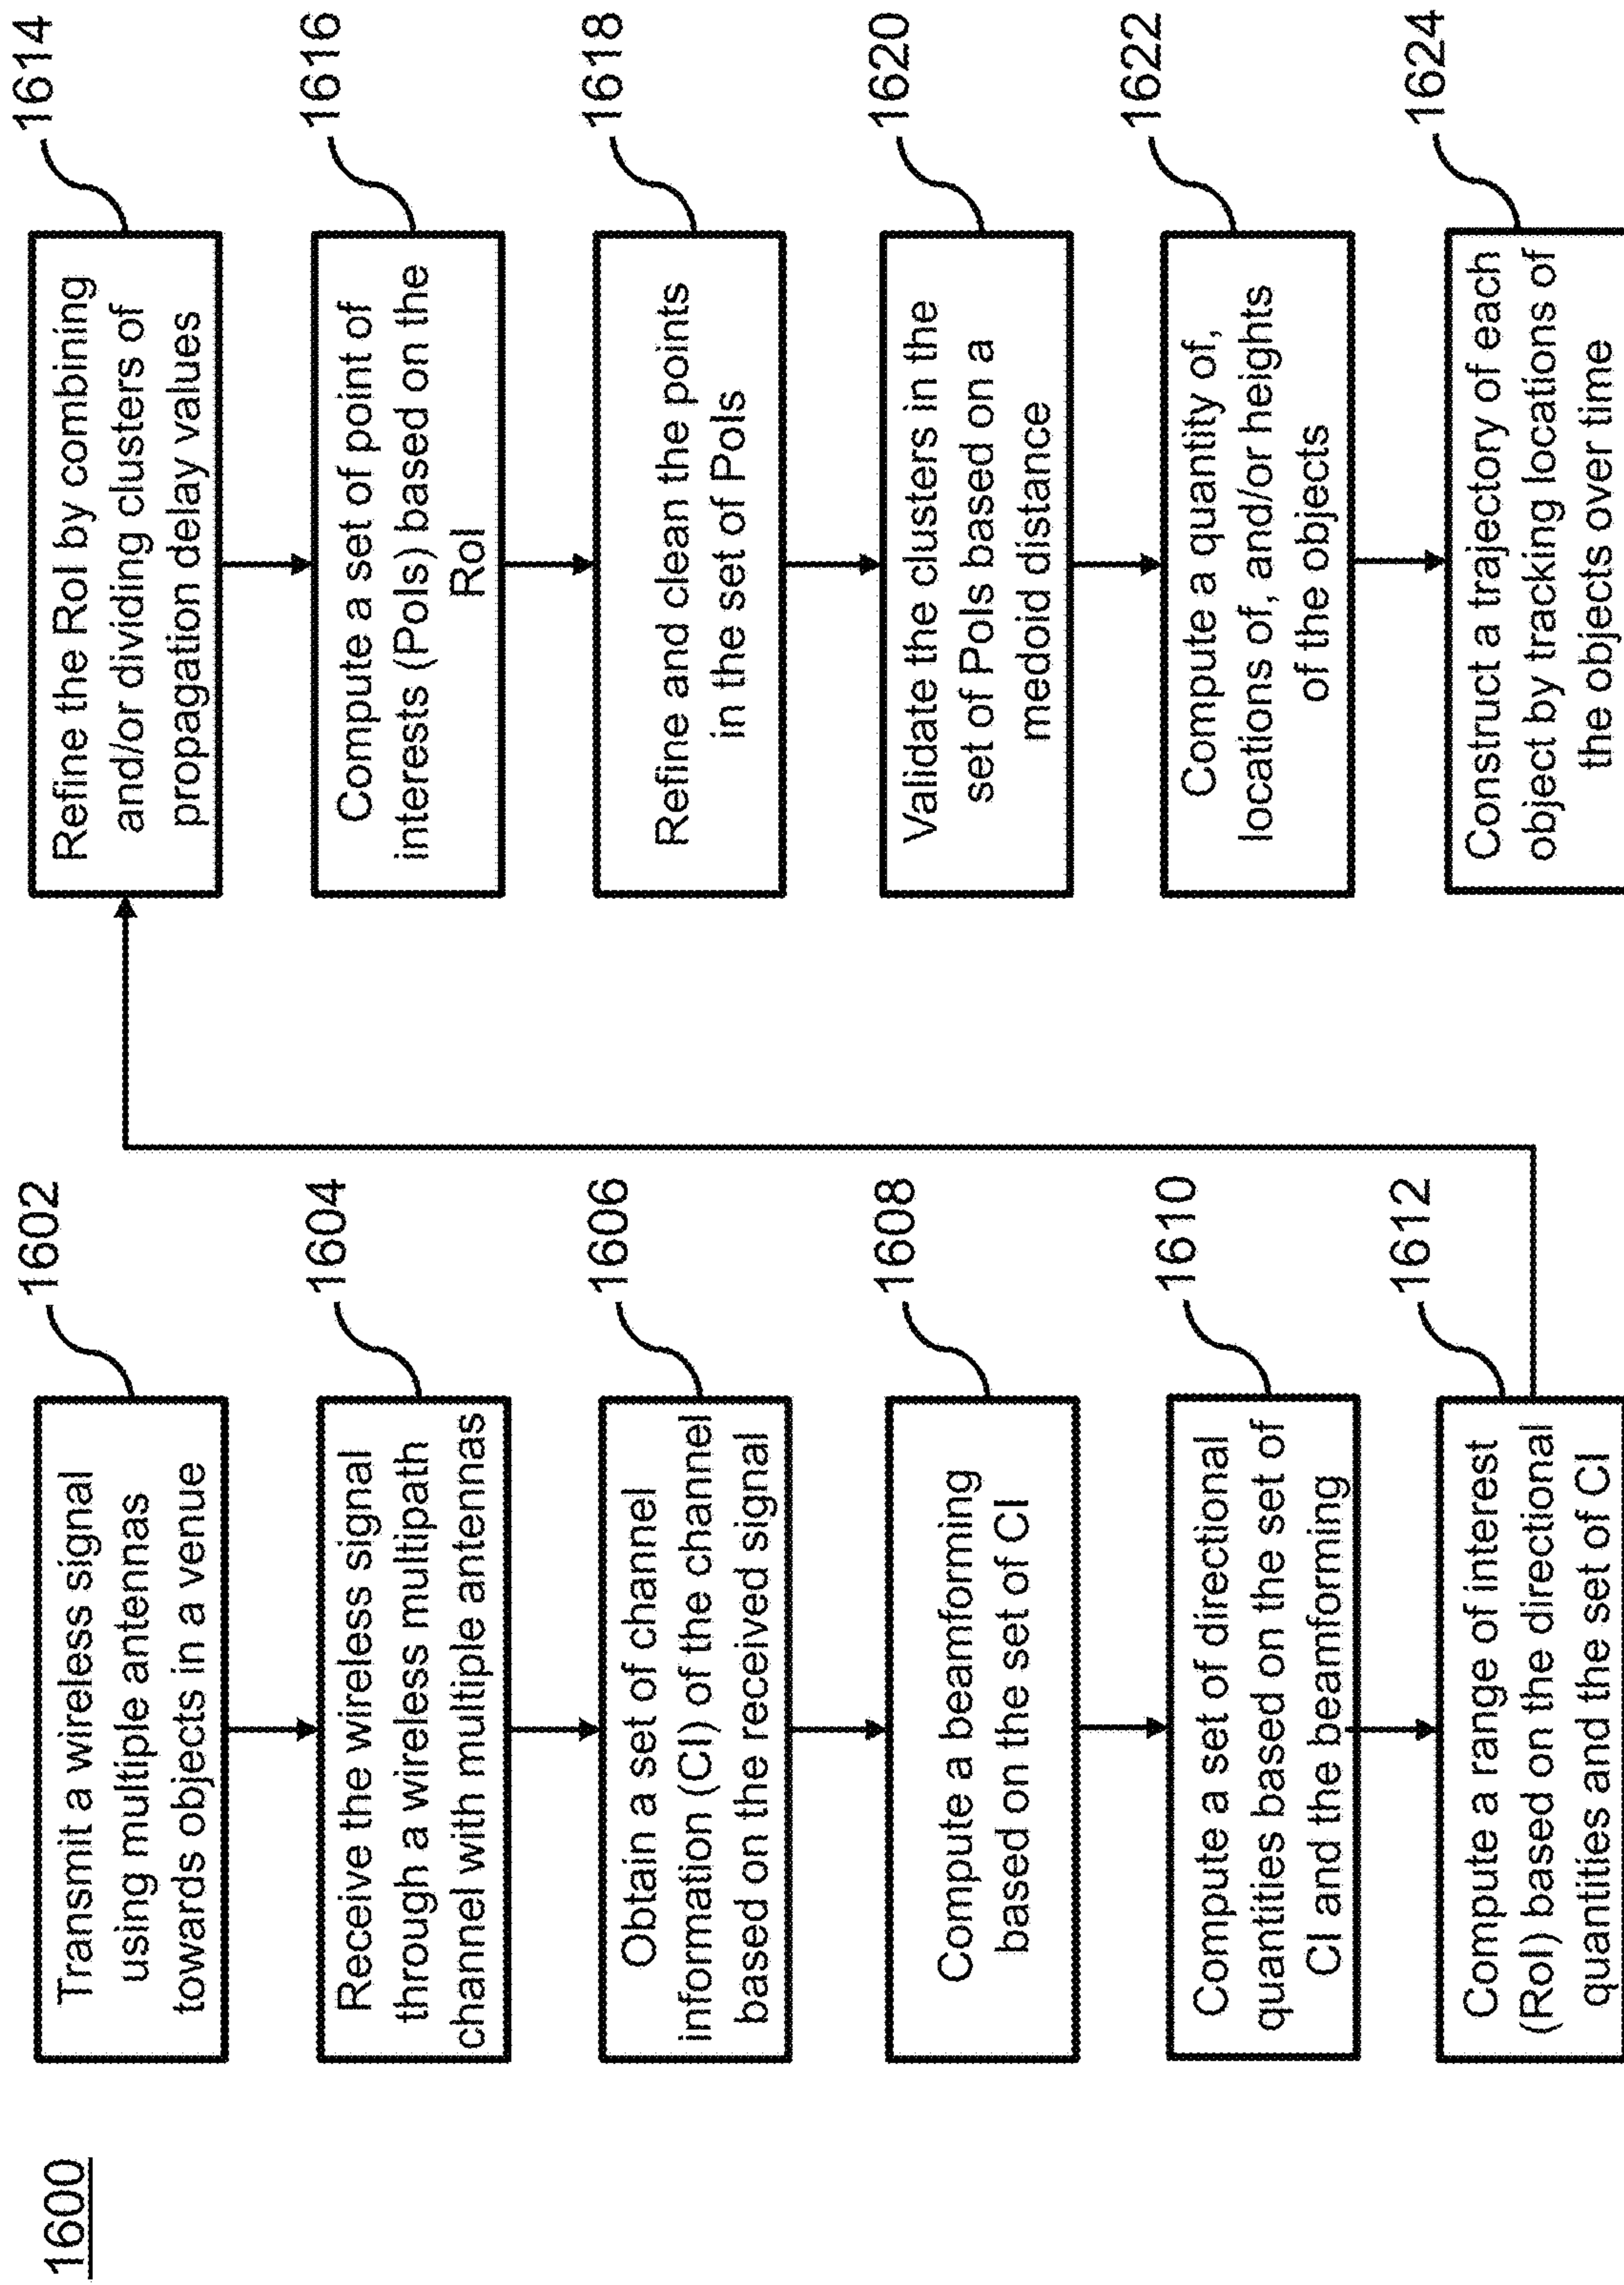 1600
1602
Transmit a wireless signal
using multiple antennas
towards objects in a venue
1604
Receive the wireless signal
through a wireless multipath
channel with multiple antennas
1606
Obtain a set of channel
information (CI) of the channel
based on the received signal
1608
Compute a beamforming
based on the set of CI
1610
Compute a set of directional
quantities based on the set of
CI and the beamforming
1612
Compute a range of interest
(RoI) based on the directional
quantities and the set of CI
1614
Refine the RoI by combining
and/or dividing clusters of
propagation delay values
1616
Compute a set of point of
interests (PoIs) based on the
RoI
1618
Refine and clean the points
in the set of PoIs
1620
Validate the clusters in the
set of PoIs based on a
medoid distance
1622
Compute a quantity of,
locations of, and/or heights
of the objects
1624
Construct a trajectory of each
object by tracking locations of
the objects over time